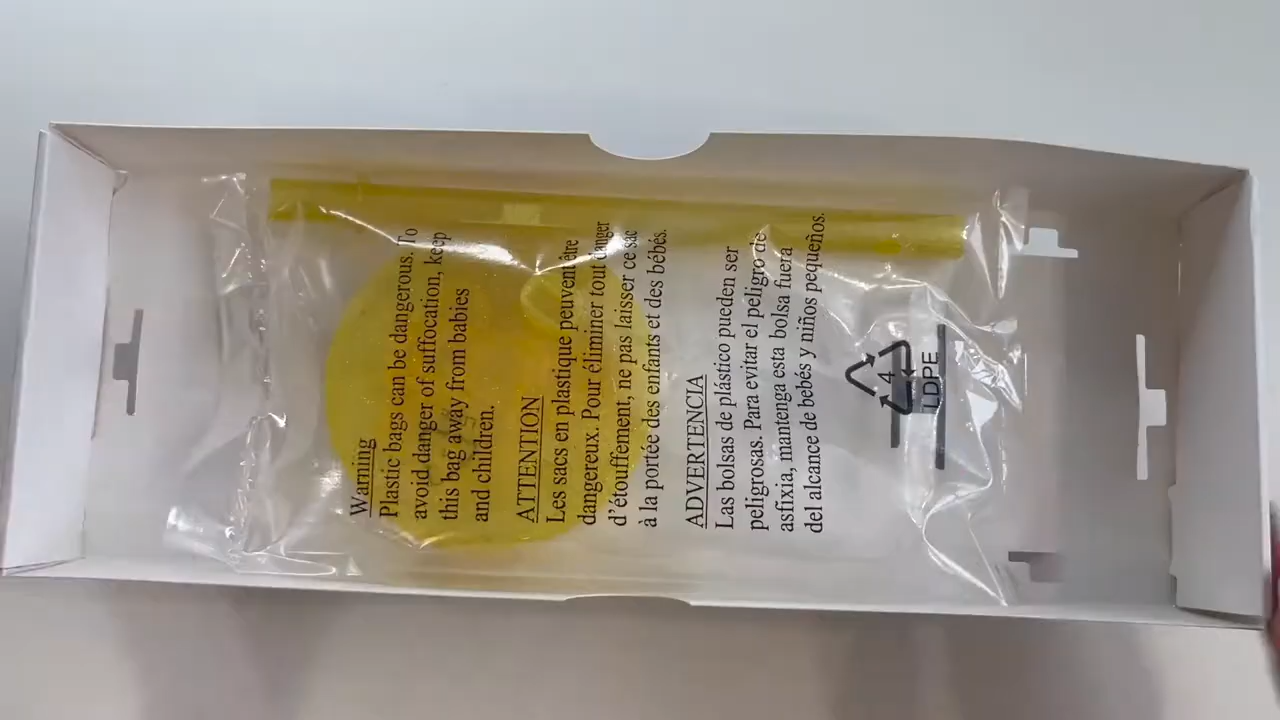 Warning
Plastic bags can be dangerous. To
avoid danger of suffocation, keep
this bag away from babies
and children.
ATTENTION
Les sacs en plastique peuvent être
dangereux. Pour éliminer tout danger
d'étouffement, ne pas laisser ce sac
à la portée des enfants et des bébés.
ADVERTENCIA
Las bolsas de plástico pueden ser
peligrosas. Para evitar el peligro de
asfixia, mantenga esta bolsa fuera
del alcance de bebés y niños pequeños.
4
LDPE